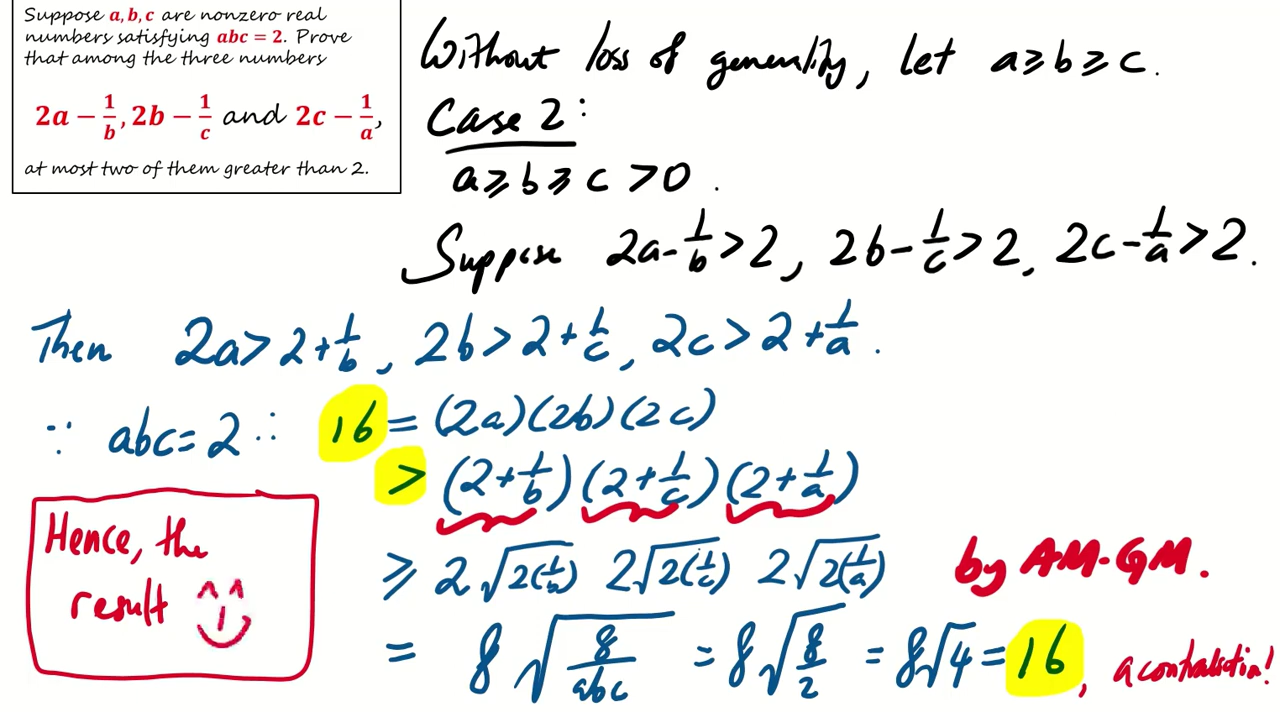 Suppose a, b, c are nonzero real
numbers satisfying abc = 2. Prove
that among the three numbers
2a − 1/b, 2b − 1/c and 2c − 1/a,
at most two of them greater than 2.
Without loss of generality, let a ⩾ b ⩾ c.
Case 2:
a ⩾ b ⩾ c > 0.
Suppose 2a − 1/b > 2, 2b − 1/c > 2, 2c − 1/a > 2.
Then 2a > 2 + 1/b, 2b > 2 + 1/c, 2c > 2 + 1/a.
∵ abc = 2 ∴ 16 = (2a)(2b)(2c)
> (2 + 1/b)(2 + 1/c)(2 + 1/a)
⩾ 2√(2(1/b)) 2√(2(1/c)) 2√(2(1/a)) by AM-GM.
= 8√(8/abc) = 8√(8/2) = 8√4 = 16, a contradiction!
Hence, the
result